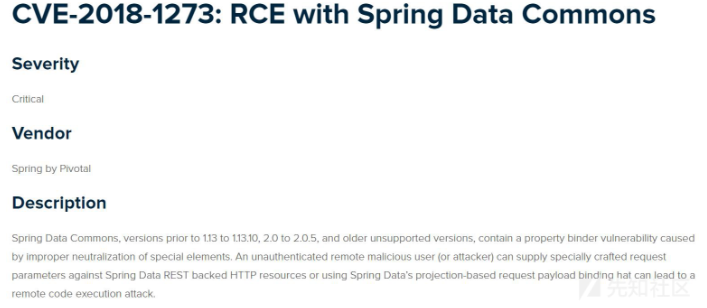 CVE-2018-1273: RCE with Spring Data Commons
Severity
Critical
Vendor
Spring by Pivotal
Description
Spring Data Commons, versions prior to 1.13 to 1.13.10, 2.0 to 2.0.5, and older unsupported versions, contain a property binder vulnerability caused
by improper neutralization of special elements. An unauthenticated remote malicious user (or attacker) can supply specially crafted request
parameters against Spring Data REST backed HTTP resources or using Spring Data's projection-based request payload binding hat can lead to a
remote code execution attack.
先知社区